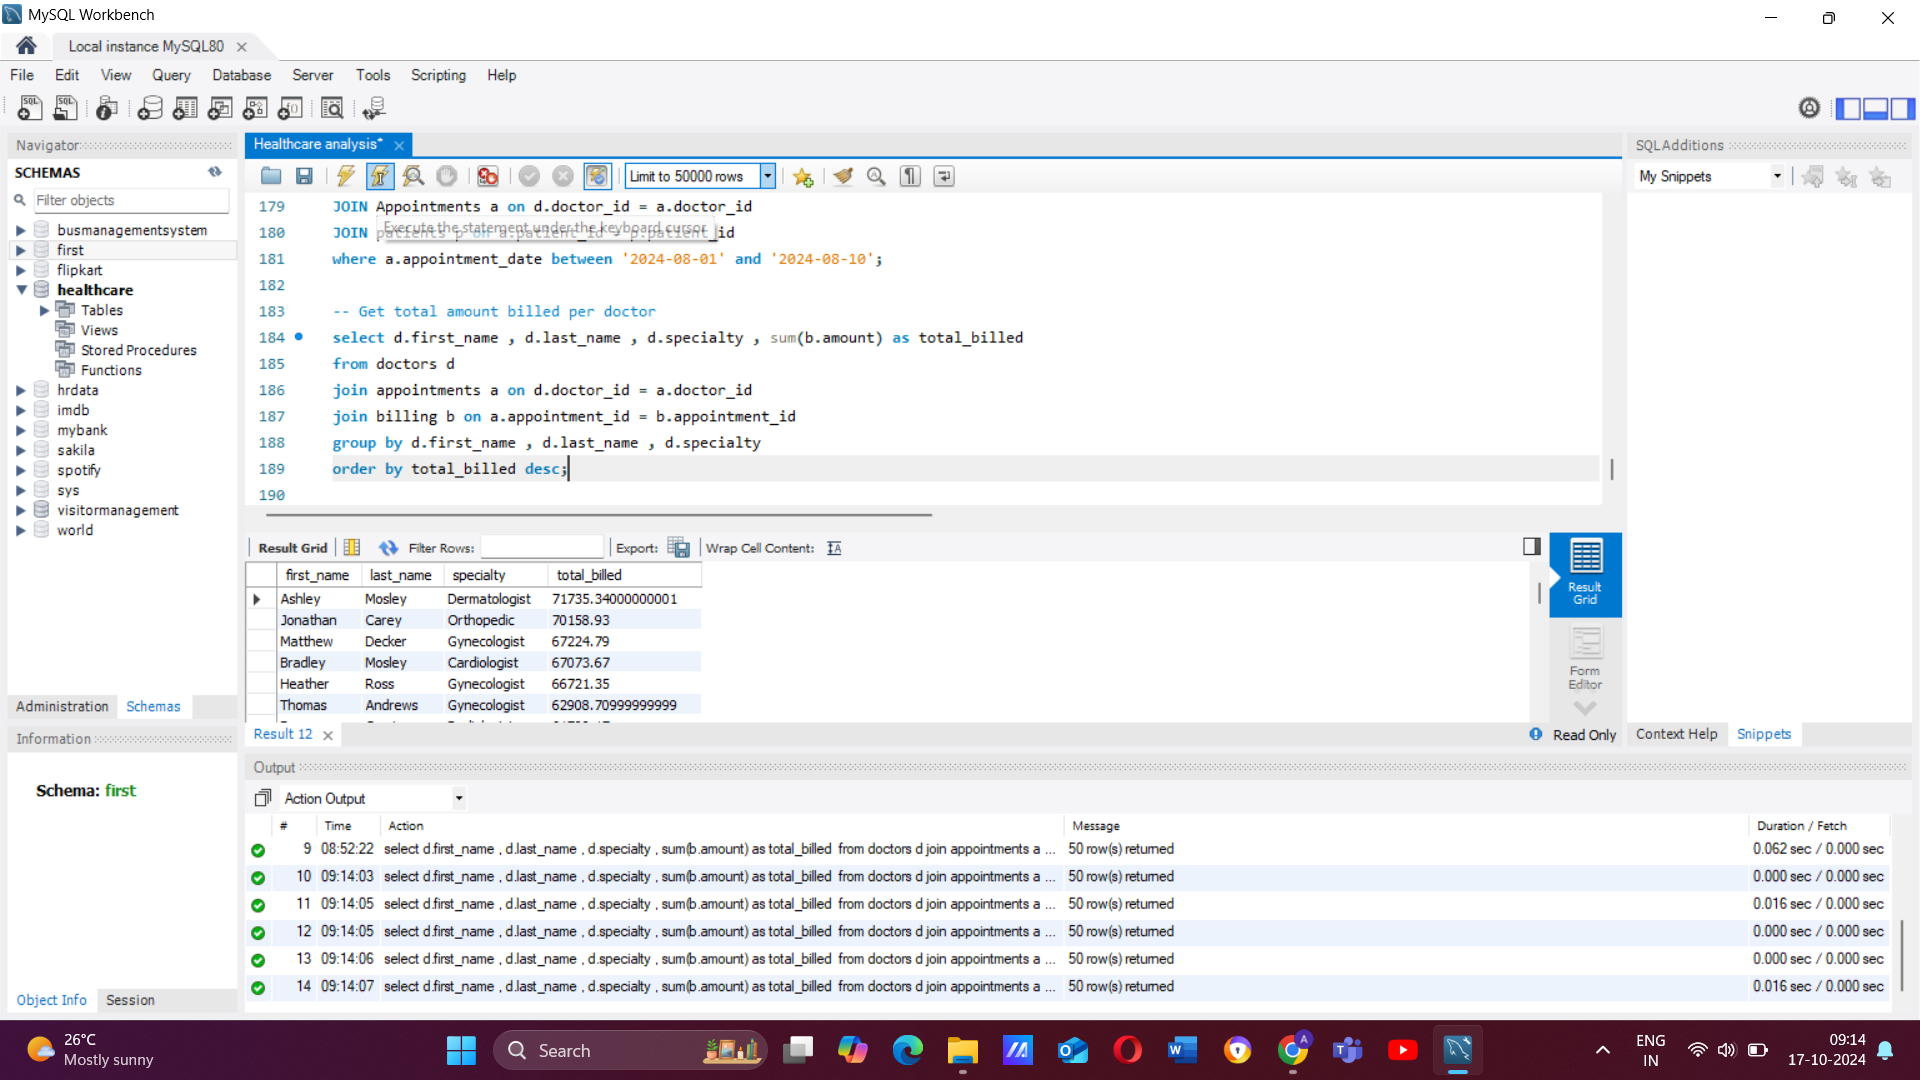 MySQL Workbench
Local instance MySQL80
File Edit View Query Database Server Tools Scripting Help
Navigator
SCHEMAS
Filter objects
busmanagementsystem
first
flipkart
healthcare
Tables
Views
Stored Procedures
Functions
hrdata
imdb
mybank
sakila
spotify
sys
visitormanagement
world
Administration Schemas
Information
Schema: first
Object Info Session
Healthcare analysis*
Limit to 50000 rows
179 JOIN Appointments a on d.doctor_id = a.doctor_id
Execute the statement under the keyboard cursor
180 JOIN patients p on a.patient_id = p.patient_id
181 where a.appointment_date between '2024-08-01' and '2024-08-10';
182
183 -- Get total amount billed per doctor
184 select d.first_name , d.last_name , d.specialty , sum(b.amount) as total_billed
185 from doctors d
186 join appointments a on d.doctor_id = a.doctor_id
187 join billing b on a.appointment_id = b.appointment_id
188 group by d.first_name , d.last_name , d.specialty
189 order by total_billed desc;
190
Result Grid Filter Rows: Export: Wrap Cell Content:
first_name last_name specialty total_billed
Ashley Mosley Dermatologist 71735.34000000001
Jonathan Carey Orthopedic 70158.93
Matthew Decker Gynecologist 67224.79
Bradley Mosley Cardiologist 67073.67
Heather Ross Gynecologist 66721.35
Thomas Andrews Gynecologist 62908.70999999999
Result Grid
Form Editor
Result 12
Read Only
SQLAdditions
My Snippets
Context Help Snippets
Output
Action Output
# Time Action Message Duration / Fetch
9 08:52:22 select d.first_name , d.last_name , d.specialty , sum(b.amount) as total_billed from doctors d join appointments a ... 50 row(s) returned 0.062 sec / 0.000 sec
10 09:14:03 select d.first_name , d.last_name , d.specialty , sum(b.amount) as total_billed from doctors d join appointments a ... 50 row(s) returned 0.000 sec / 0.000 sec
11 09:14:05 select d.first_name , d.last_name , d.specialty , sum(b.amount) as total_billed from doctors d join appointments a ... 50 row(s) returned 0.016 sec / 0.000 sec
12 09:14:05 select d.first_name , d.last_name , d.specialty , sum(b.amount) as total_billed from doctors d join appointments a ... 50 row(s) returned 0.000 sec / 0.000 sec
13 09:14:06 select d.first_name , d.last_name , d.specialty , sum(b.amount) as total_billed from doctors d join appointments a ... 50 row(s) returned 0.000 sec / 0.000 sec
14 09:14:07 select d.first_name , d.last_name , d.specialty , sum(b.amount) as total_billed from doctors d join appointments a ... 50 row(s) returned 0.016 sec / 0.000 sec
26°C
Mostly sunny
Search
ENG
IN
09:14
17-10-2024